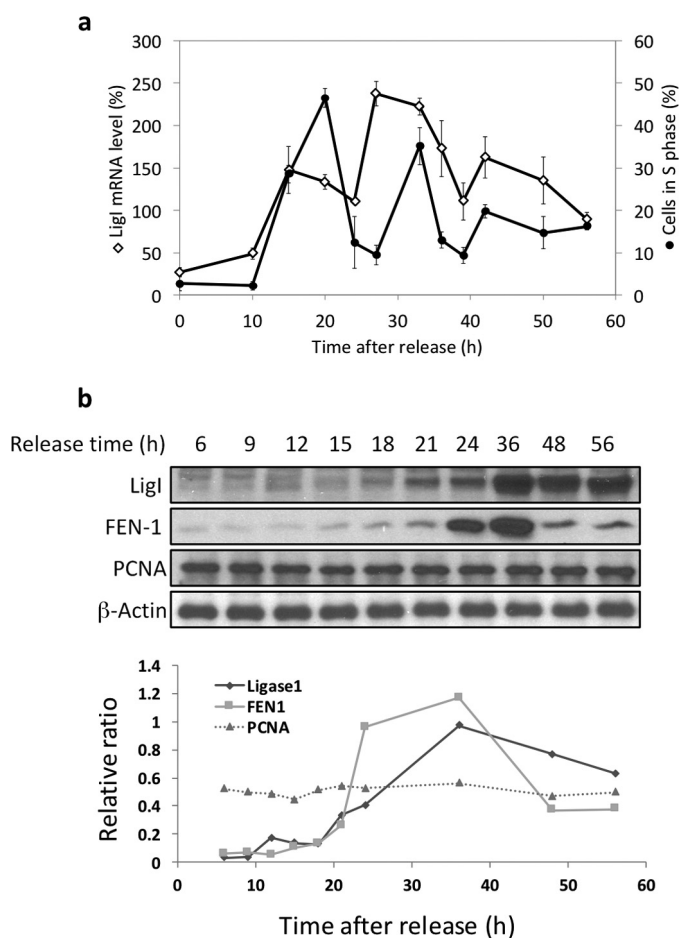 a
300
250
200
150
100
50
0
◇ LigI mRNA level (%)
60
50
40
30
20
10
0
● Cells in S phase (%)
0 10 20 30 40 50 60
Time after release (h)
b
Release time (h) 6 9 12 15 18 21 24 36 48 56
LigI
FEN-1
PCNA
β-Actin
1.4
1.2
1
0.8
0.6
0.4
0.2
0
Relative ratio
Ligase1
FEN1
PCNA
0 10 20 30 40 50 60
Time after release (h)